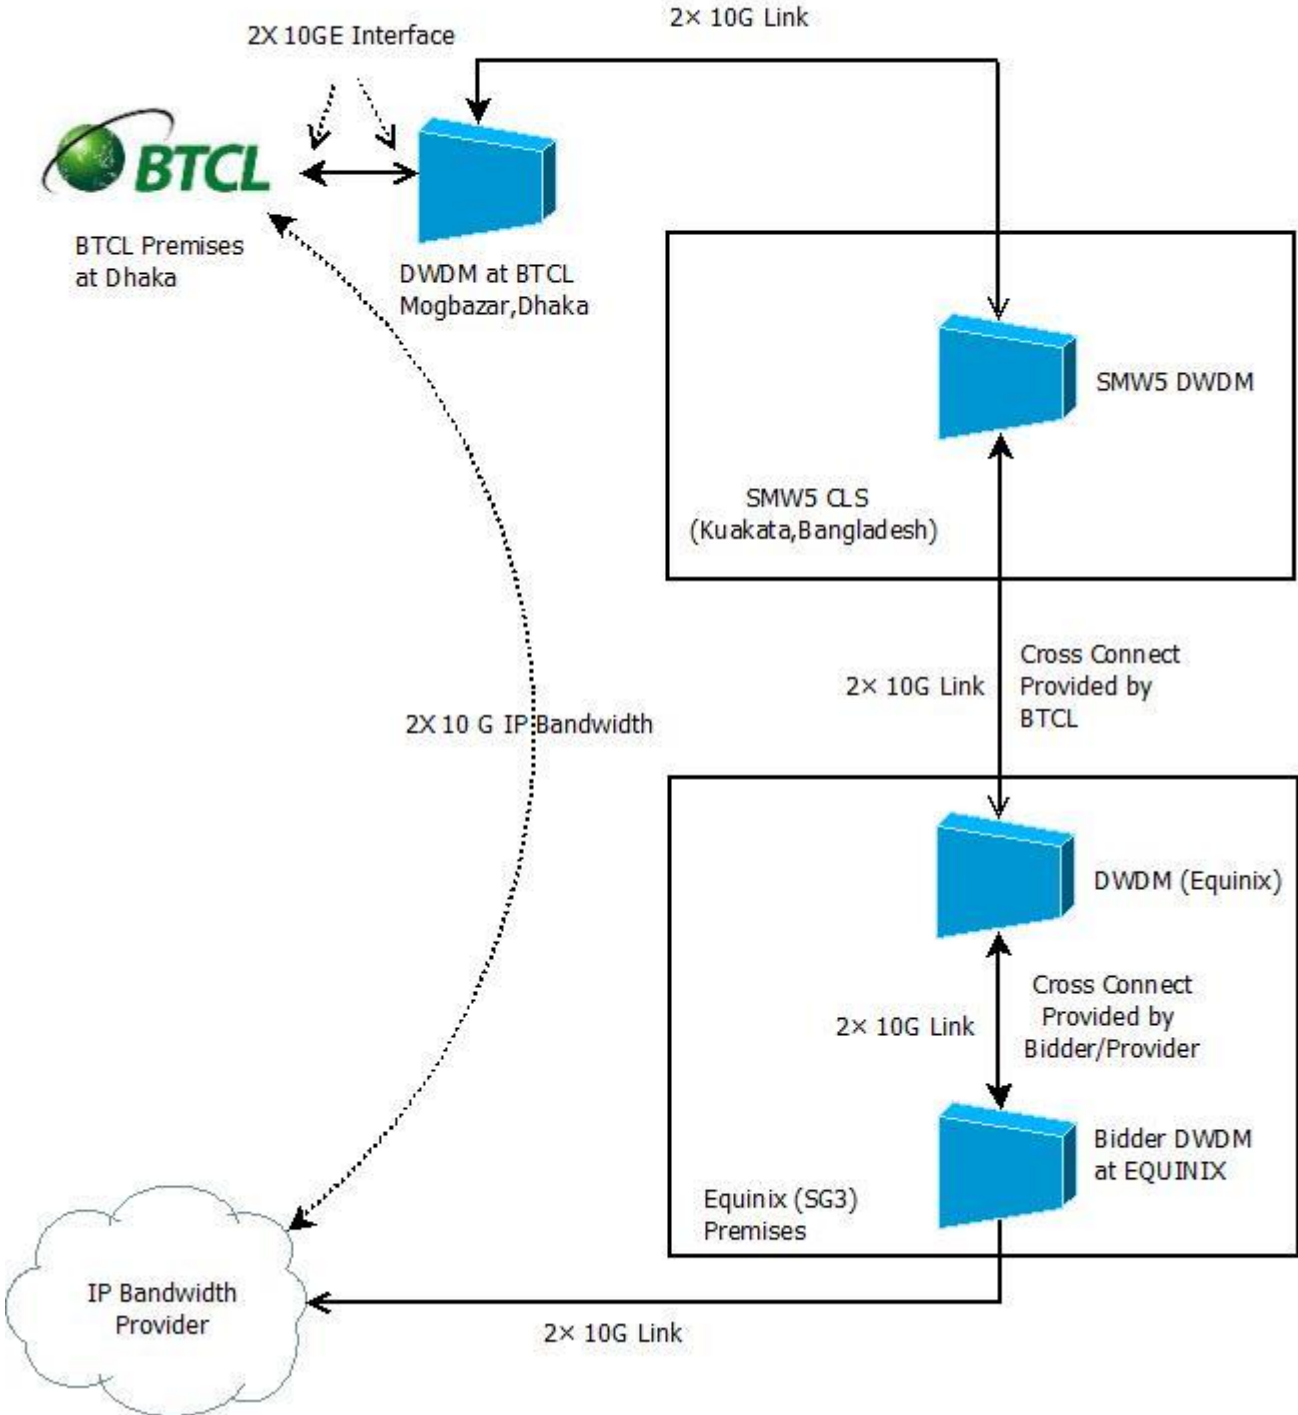 2× 10G Link
2X 10GE Interface
BTCL
BTCL Premises
at Dhaka
DWDM at BTCL
Mogbazar,Dhaka
SMW5 DWDM
SMW5 CLS
(Kuakata,Bangladesh)
2× 10G Link
Cross Connect
Provided by
BTCL
2X 10 G IP Bandwidth
DWDM (Equinix)
2× 10G Link
Cross Connect
Provided by
Bidder/Provider
Bidder DWDM
at EQUINIX
Equinix (SG3)
Premises
IP Bandwidth
Provider
2× 10G Link